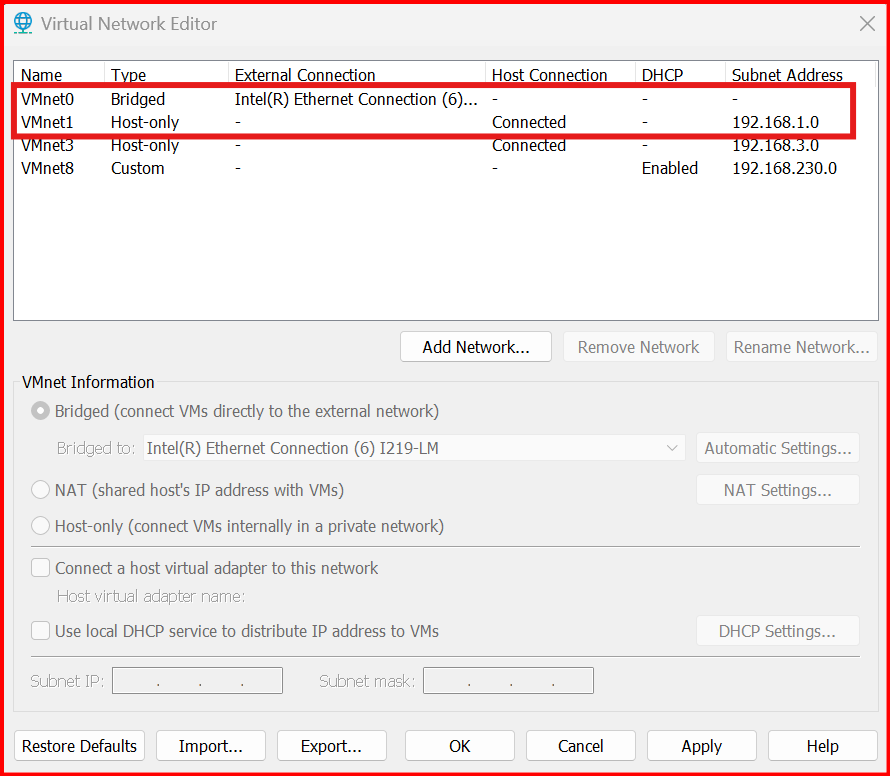 Virtual Network Editor
Name Type External Connection Host Connection DHCP Subnet Address
VMnet0 Bridged Intel(R) Ethernet Connection (6)... - - -
VMnet1 Host-only - Connected - 192.168.1.0
VMnet3 Host-only - Connected - 192.168.3.0
VMnet8 Custom - - Enabled 192.168.230.0
Add Network... Remove Network Rename Network...
VMnet Information
Bridged (connect VMs directly to the external network)
Bridged to: Intel(R) Ethernet Connection (6) I219-LM Automatic Settings...
NAT (shared host's IP address with VMs) NAT Settings...
Host-only (connect VMs internally in a private network)
Connect a host virtual adapter to this network
Host virtual adapter name:
Use local DHCP service to distribute IP address to VMs DHCP Settings...
Subnet IP: . . . Subnet mask: . . .
Restore Defaults Import... Export... OK Cancel Apply Help